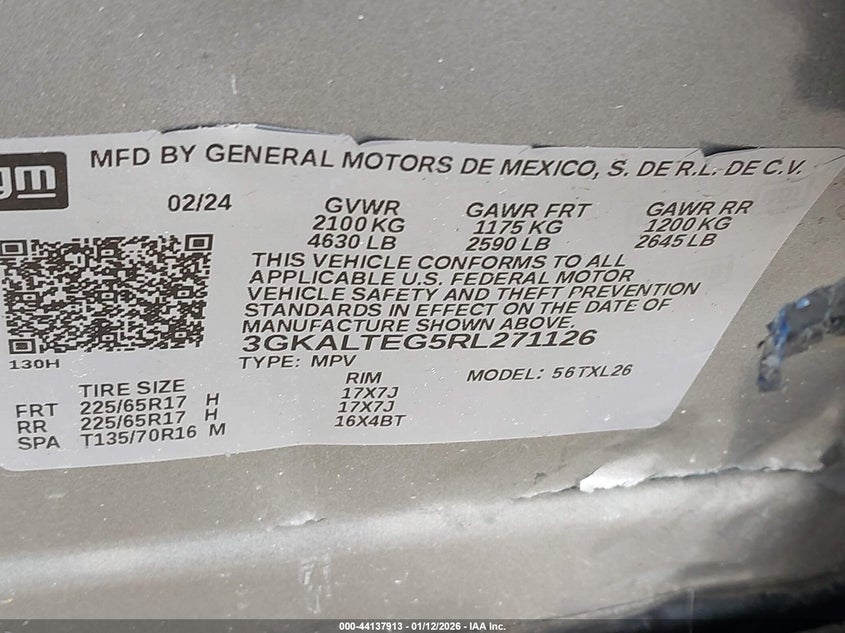 gm
MFD BY GENERAL MOTORS DE MEXICO, S. DE R.L. DE C.V.
02/24
GVWR
2100 KG
4630 LB
GAWR FRT
1175 KG
2590 LB
GAWR RR
1200 KG
2645 LB
THIS VEHICLE CONFORMS TO ALL
APPLICABLE U.S. FEDERAL MOTOR
VEHICLE SAFETY AND THEFT PREVENTION
STANDARDS IN EFFECT ON THE DATE OF
MANUFACTURE SHOWN ABOVE.
3GKALTEG5RL271126
130H
TYPE: MPV
MODEL: 56TXL26
TIRE SIZE RIM
FRT 225/65R17 H 17X7J
RR 225/65R17 H 17X7J
SPA T135/70R16 M 16X4BT
000-44137913 - 01/12/2026 - IAA Inc.